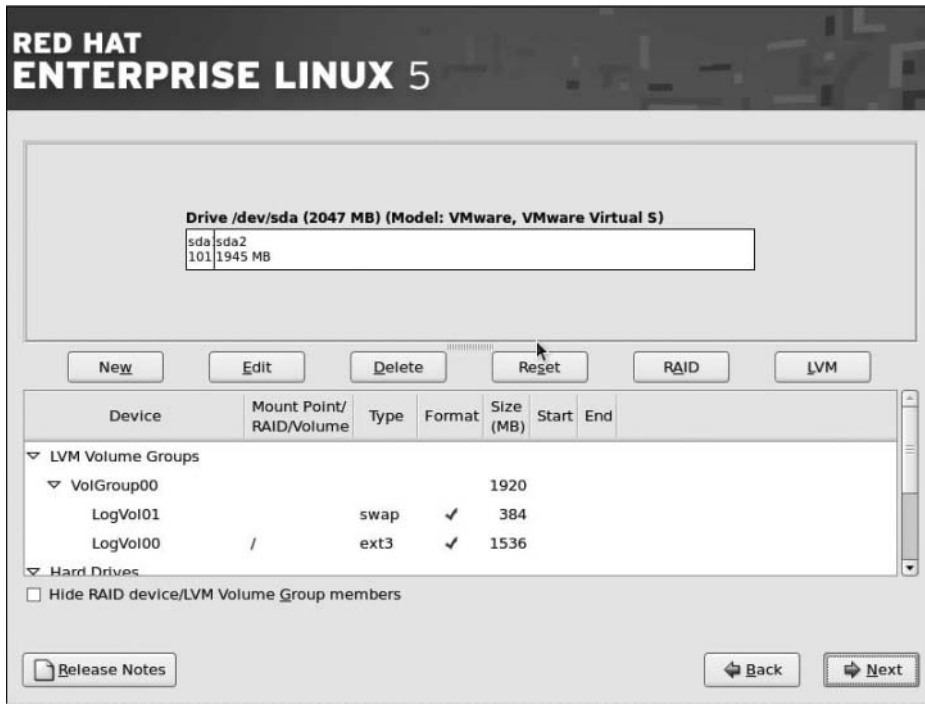 RED HAT
ENTERPRISE LINUX 5
Drive /dev/sda (2047 MB) (Model: VMware, VMware Virtual S)
sda sda2
101 1945 MB
New Edit Delete Reset RAID LVM
Device Mount Point/ RAID/Volume Type Format Size (MB) Start End
LVM Volume Groups
VolGroup00 1920
LogVol01 swap ✓ 384
LogVol00 / ext3 ✓ 1536
Hard Drives
Hide RAID device/LVM Volume Group members
Release Notes Back Next